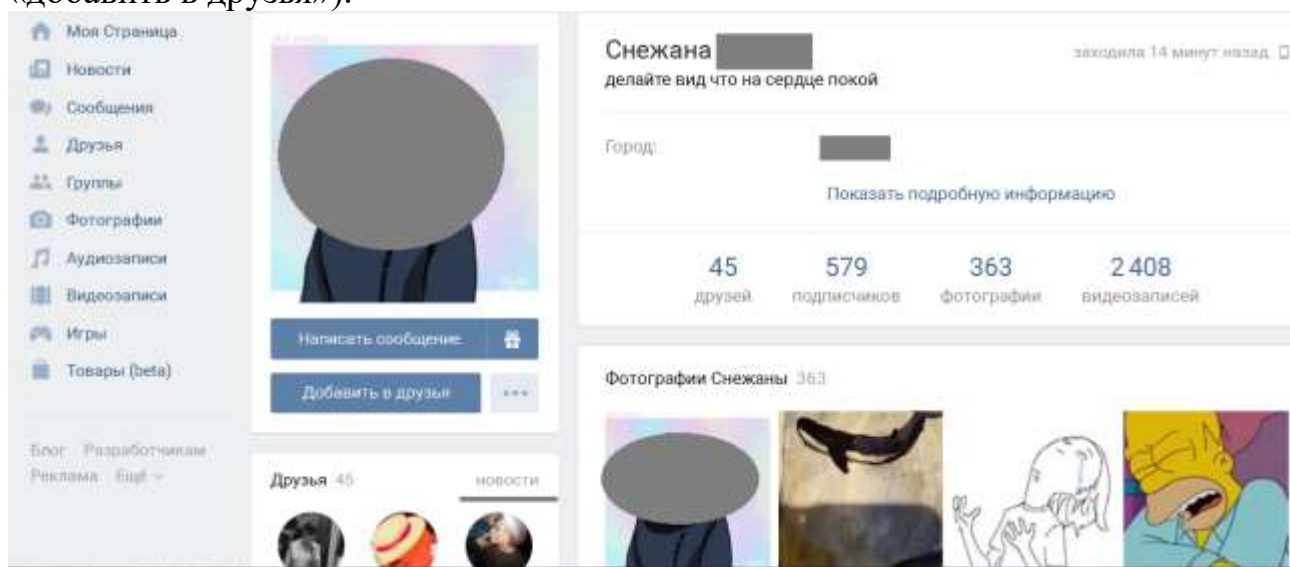 «добавить в друзья»).
Моя Страница
Новости
Сообщения
Друзья
Группы
Фотографии
Аудиозаписи
Видеозаписи
Игры
Товары (beta)
Блог Разработчикам
Реклама Ещё
Написать сообщение
Добавить в друзья
Друзья 45 новости
Снежана
заходила 14 минут назад
делайте вид что на сердце покой
Город:
Показать подробную информацию
45 579 363 2 408
друзей подписчиков фотографии видеозаписей
Фотографии Снежаны 363